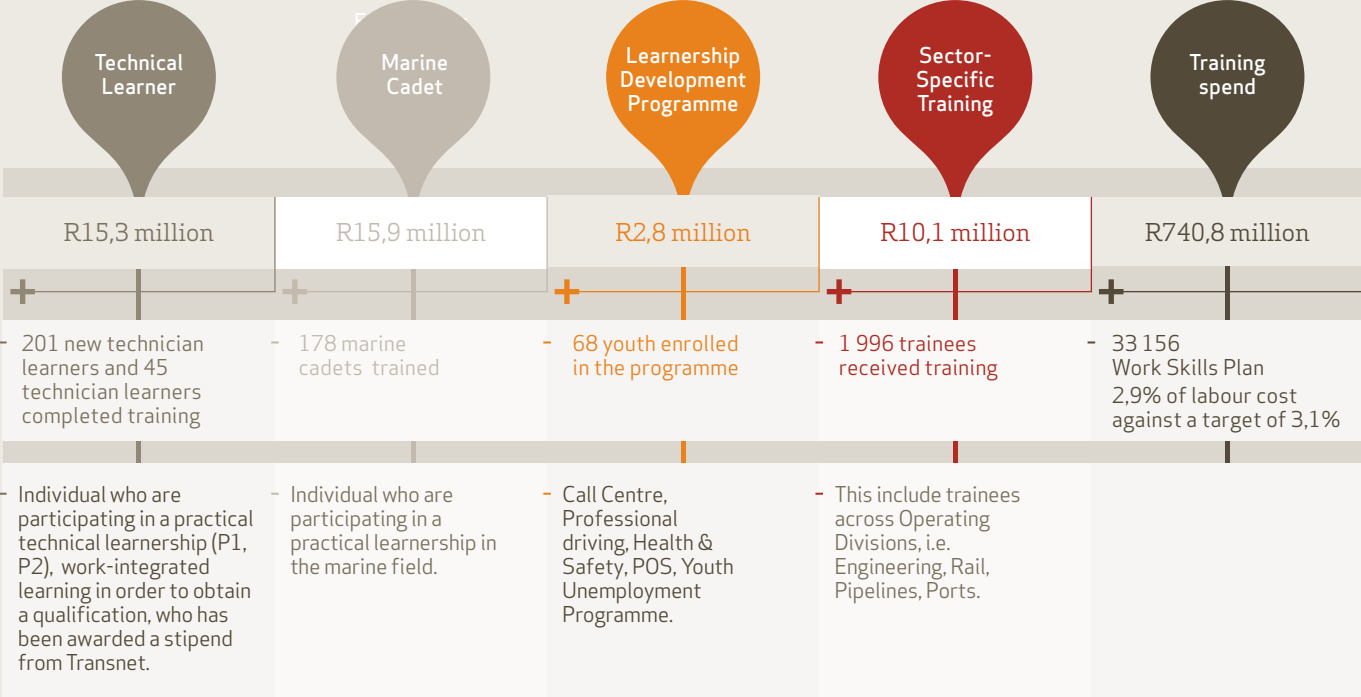 Technical
Learner
Marine
Cadet
Learnership
Development
Programme
Sector-
Specific
Training
Training
spend
R15,3 million
R15,9 million
R2,8 million
R10,1 million
R740,8 million
- 201 new technician
learners and 45
technician learners
completed training
- 178 marine
cadets trained
- 68 youth enrolled
in the programme
- 1 996 trainees
received training
- 33 156
Work Skills Plan
2,9% of labour cost
against a target of 3,1%
- Individual who are
participating in a practical
technical learnership (P1,
P2), work-integrated
learning in order to obtain
a qualification, who has
been awarded a stipend
from Transnet.
- Individual who are
participating in a
practical learnership in
the marine field.
- Call Centre,
Professional
driving, Health &
Safety, POS, Youth
Unemployment
Programme.
- This include trainees
across Operating
Divisions, i.e.
Engineering, Rail,
Pipelines, Ports.